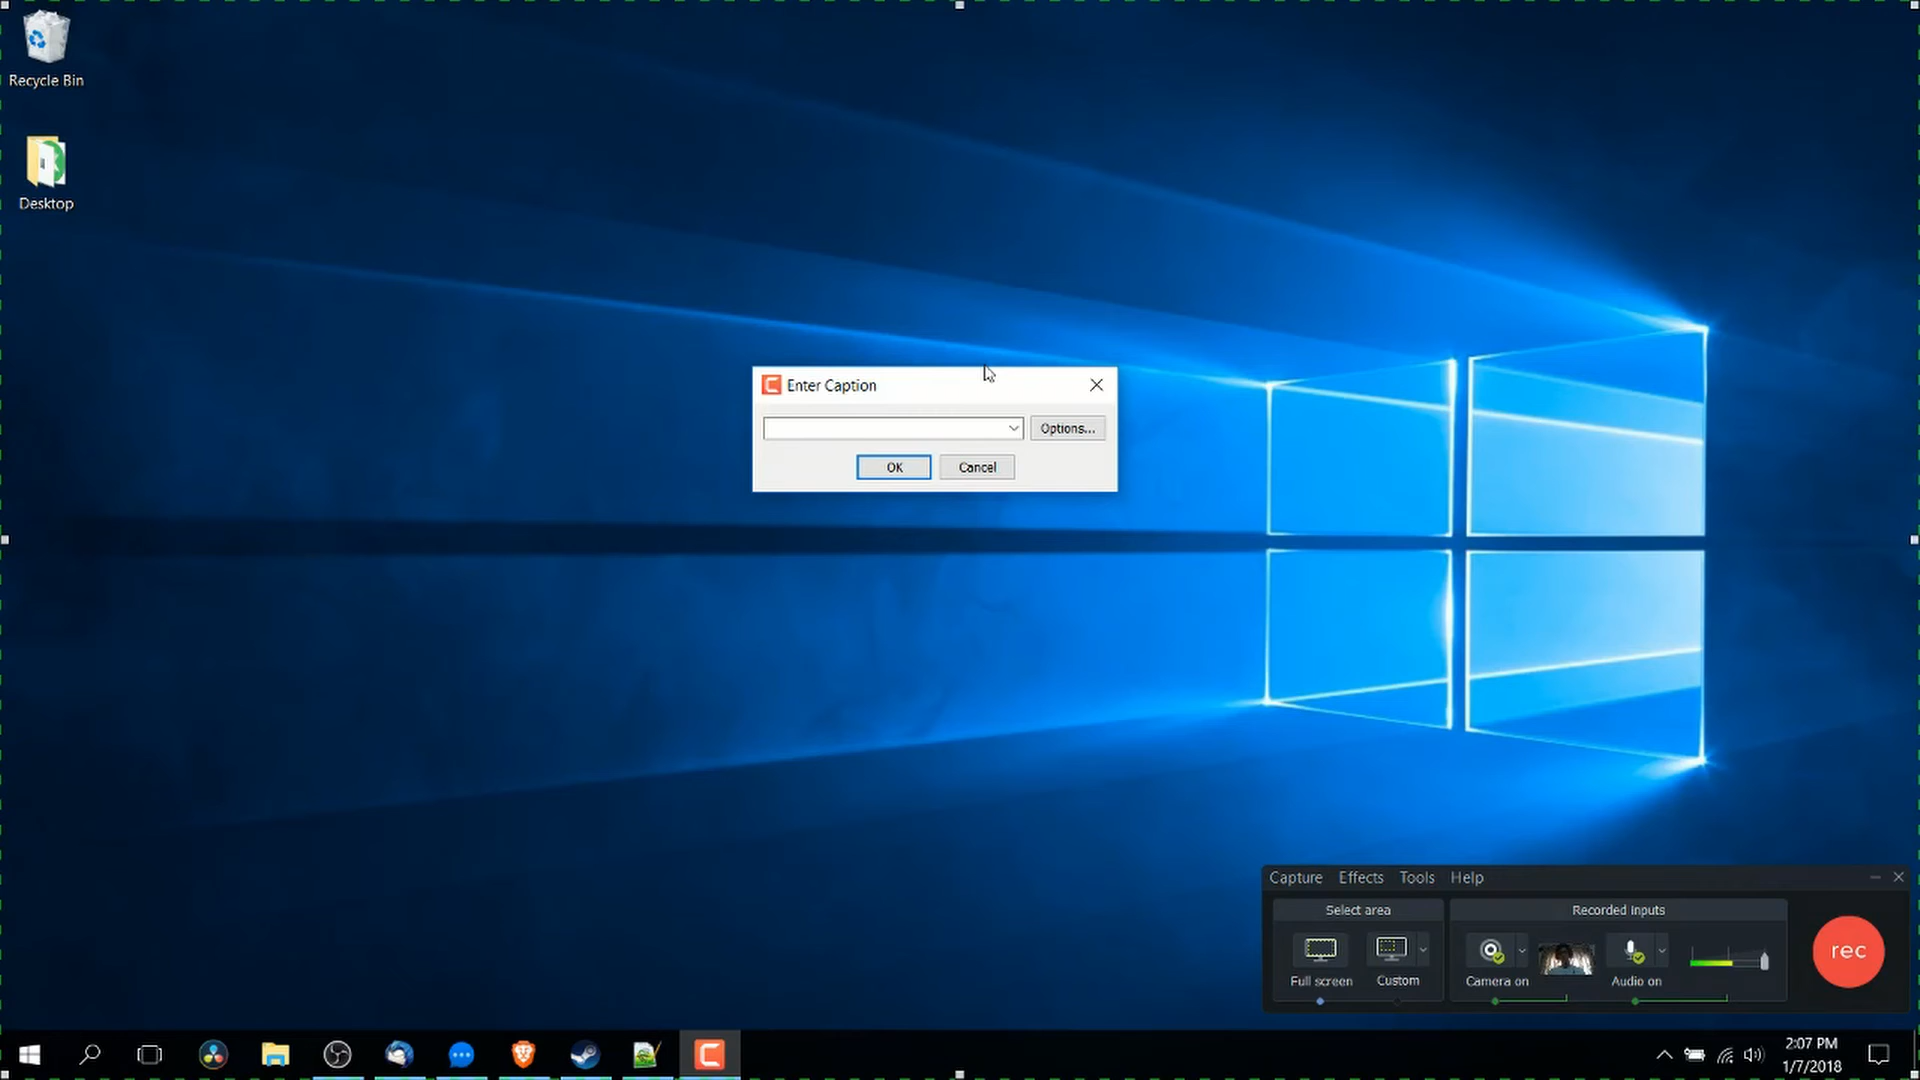 Recycle Bin
Desktop
Enter Caption
Options...
OK
Cancel
Capture Effects Tools Help
Select area
Recorded inputs
Full screen
Custom
Camera on
Audio on
rec
2:07 PM
1/7/2018